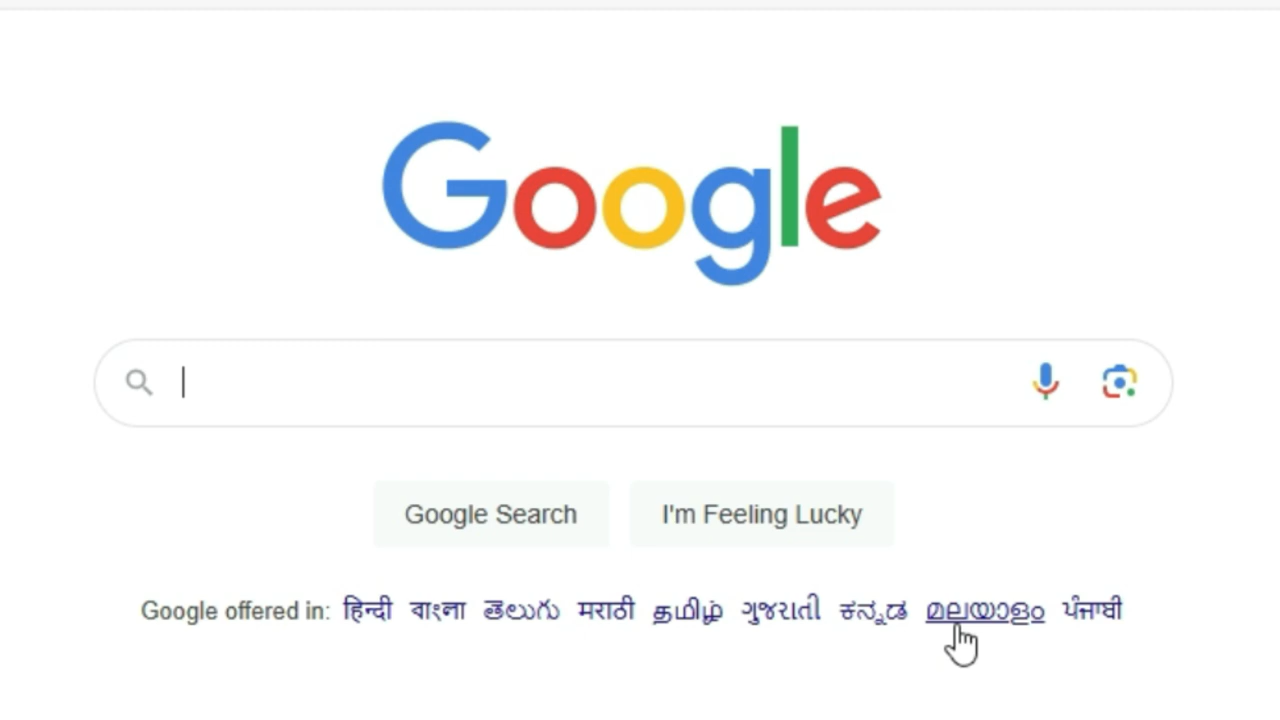 Google
Google Search I'm Feeling Lucky
Google offered in: हिन्दी বাংলা తెలుగు मराठी தமிழ் ગુજરાતી ಕನ್ನಡ മലയാളം ਪੰਜਾਬੀ